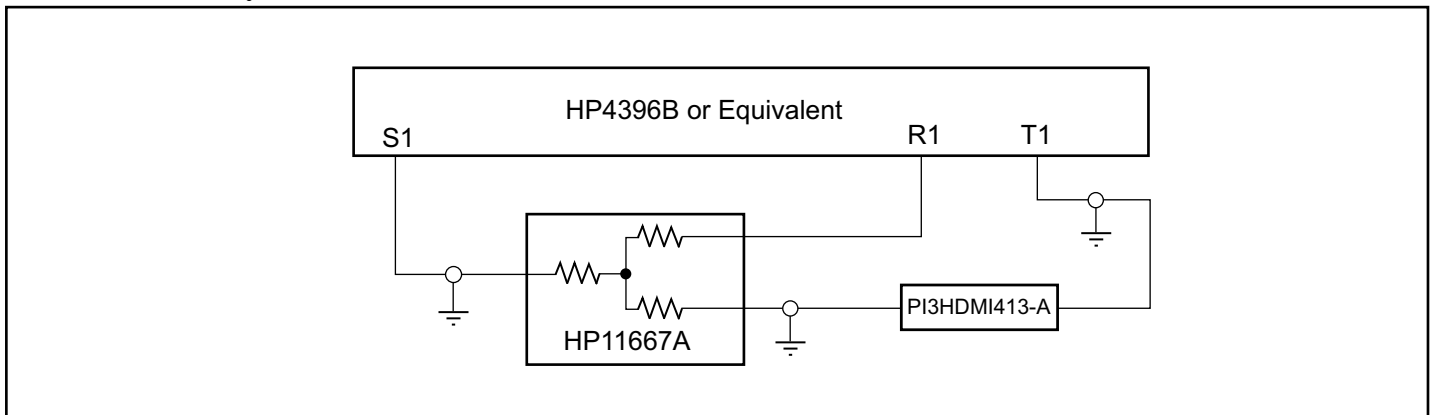 HP4396B or Equivalent
S1
R1
T1
PI3HDMI413-A
HP11667A